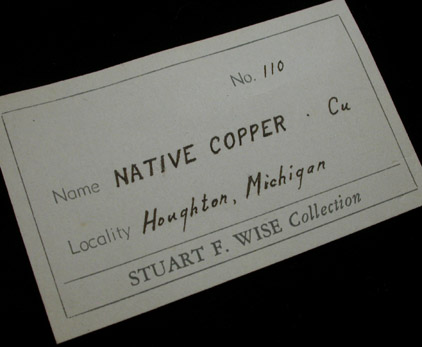 No. 110
Name NATIVE COPPER · Cu
Locality Houghton, Michigan
STUART F. WISE Collection